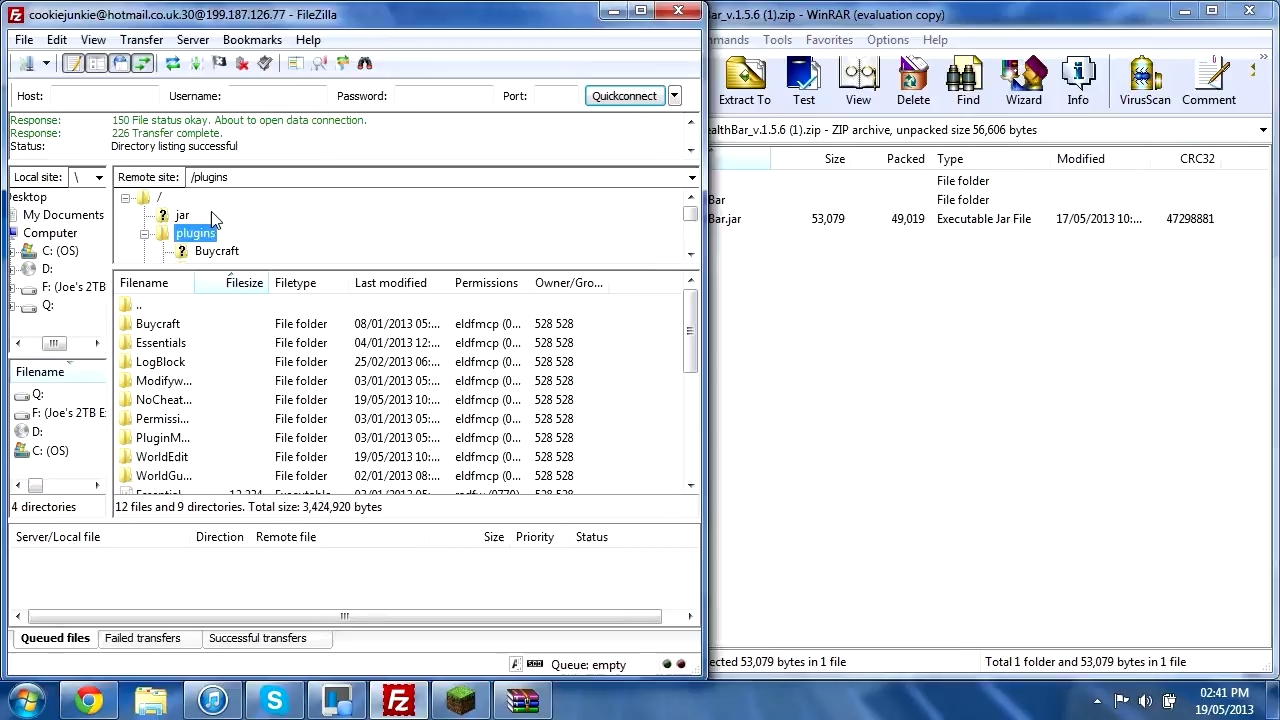 cookiejunkie@hotmail.co.uk.30@199.187.126.77 - FileZilla
File Edit View Transfer Server Bookmarks Help
Host: Username: Password: Port: Quickconnect
Response: 150 File status okay. About to open data connection.
Response: 226 Transfer complete.
Status: Directory listing successful
Local site: \
Remote site: /plugins
esktop
My Documents
Computer
C: (OS)
D:
F: (Joe's 2TB
Q:
/
jar
plugins
Buycraft
Filename
Q:
F: (Joe's 2TB E
D:
C: (OS)
4 directories
Filename Filesize Filetype Last modified Permissions Owner/Gro...
..
Buycraft File folder 08/01/2013 05:... eldfmcp (0... 528 528
Essentials File folder 04/01/2013 12:... eldfmcp (0... 528 528
LogBlock File folder 25/02/2013 06:... eldfmcp (0... 528 528
Modifyw... File folder 03/01/2013 05:... eldfmcp (0... 528 528
NoCheat... File folder 19/05/2013 10:... eldfmcp (0... 528 528
Permissi... File folder 03/01/2013 05:... eldfmcp (0... 528 528
PluginM... File folder 03/01/2013 05:... eldfmcp (0... 528 528
WorldEdit File folder 19/05/2013 10:... eldfmcp (0... 528 528
WorldGu... File folder 02/01/2013 08:... eldfmcp (0... 528 528
12 files and 9 directories. Total size: 3,424,920 bytes
Server/Local file Direction Remote file Size Priority Status
Queued files Failed transfers Successful transfers
Queue: empty
Bar_v.1.5.6 (1).zip - WinRAR (evaluation copy)
mmands Tools Favorites Options Help
Extract To Test View Delete Find Wizard Info VirusScan Comment
ealthBar_v.1.5.6 (1).zip - ZIP archive, unpacked size 56,606 bytes
Size Packed Type Modified CRC32
File folder
Bar File folder
Bar.jar 53,079 49,019 Executable Jar File 17/05/2013 10:... 47298881
ected 53,079 bytes in 1 file
Total 1 folder and 53,079 bytes in 1 file
02:41 PM
19/05/2013